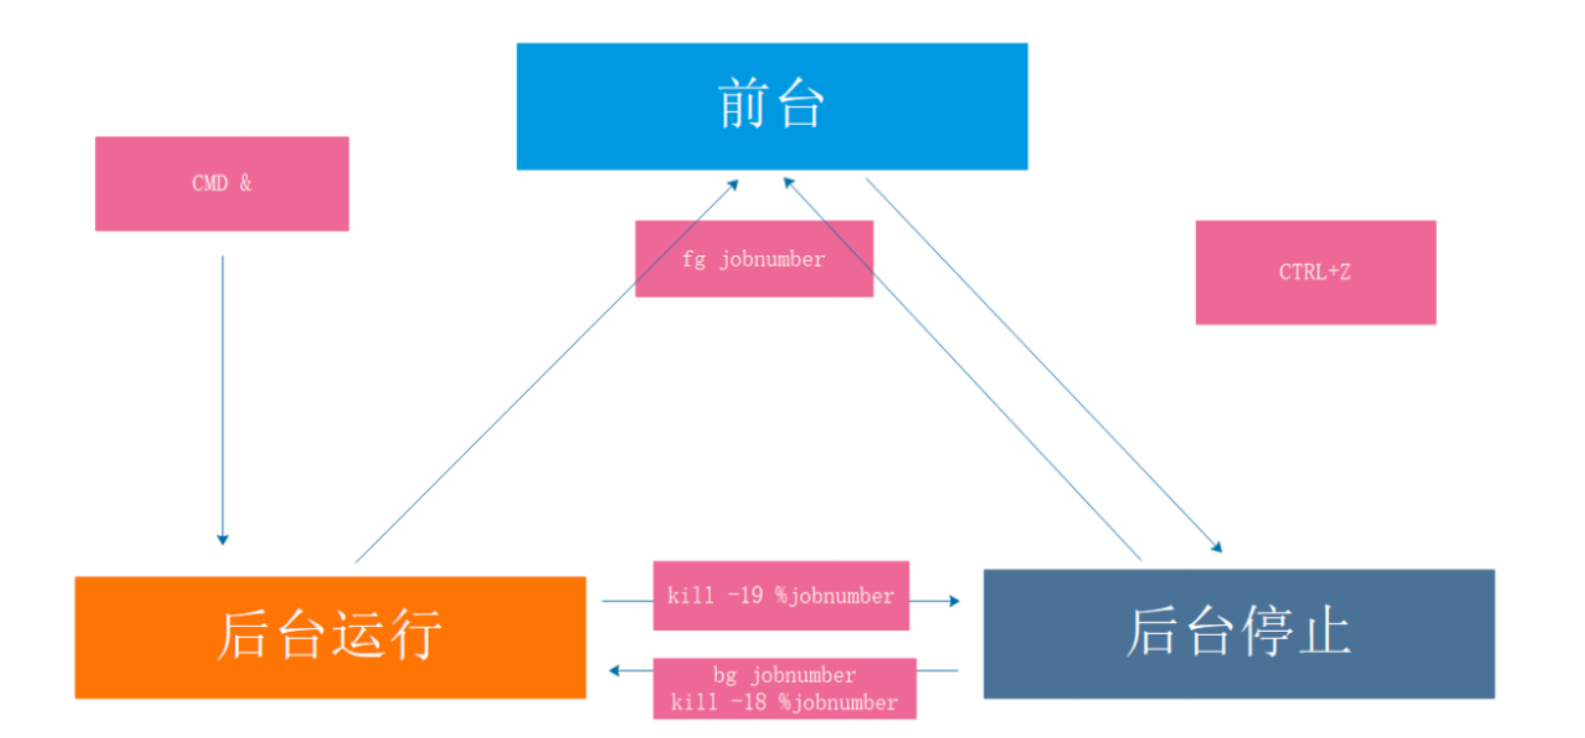 前台
CMD &
fg jobnumber
CTRL+Z
kill -19 %jobnumber
后台运行
后台停止
bg jobnumber
kill -18 %jobnumber